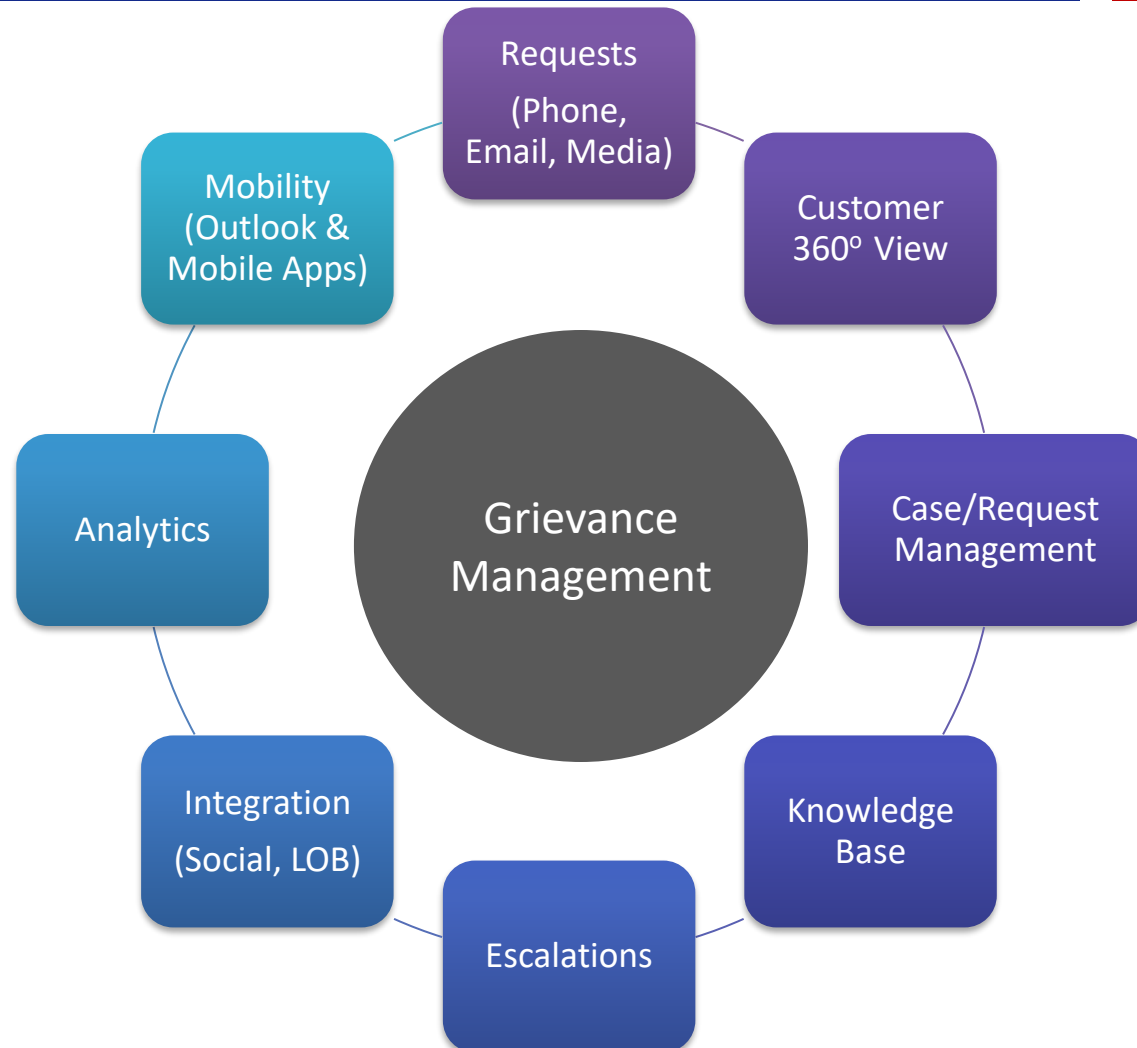 Requests
(Phone,
Email, Media)
Customer
360º View
Case/Request
Management
Knowledge
Base
Escalations
Integration
(Social, LOB)
Analytics
Mobility
(Outlook &
Mobile Apps)
Grievance
Management